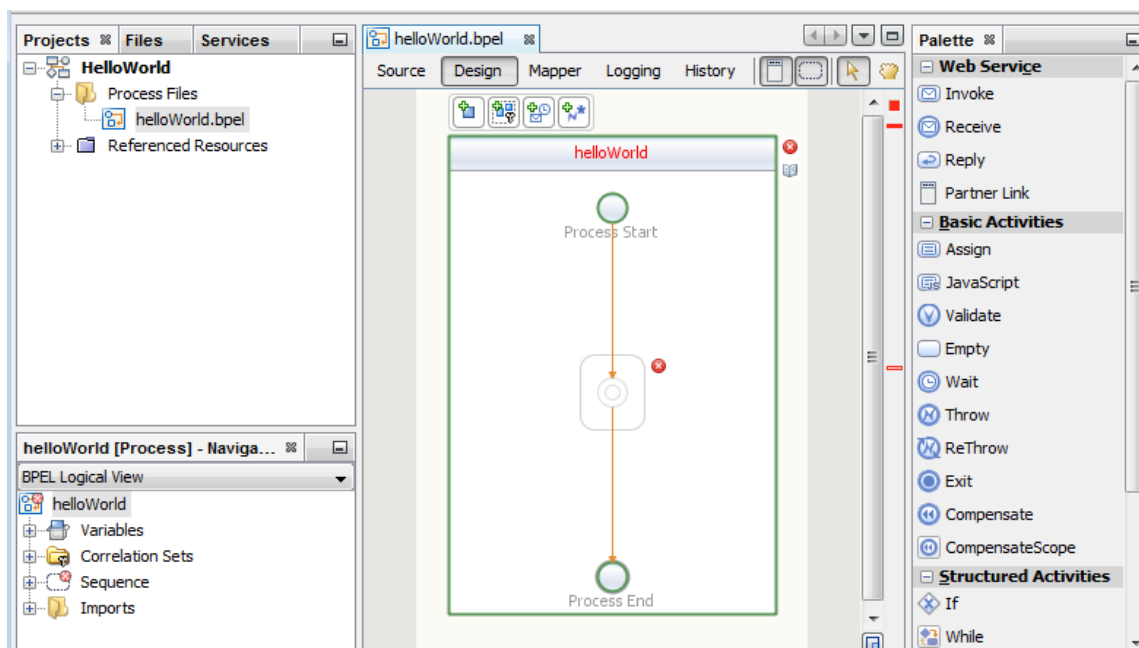 Projects
Files
Services
HelloWorld
Process Files
helloWorld.bpel
Referenced Resources
helloWorld [Process] - Naviga...
BPEL Logical View
helloWorld
Variables
Correlation Sets
Sequence
Imports
helloWorld.bpel
Source
Design
Mapper
Logging
History
helloWorld
Process Start
Process End
Palette
Web Service
Invoke
Receive
Reply
Partner Link
Basic Activities
Assign
JavaScript
Validate
Empty
Wait
Throw
ReThrow
Exit
Compensate
CompensateScope
Structured Activities
If
While